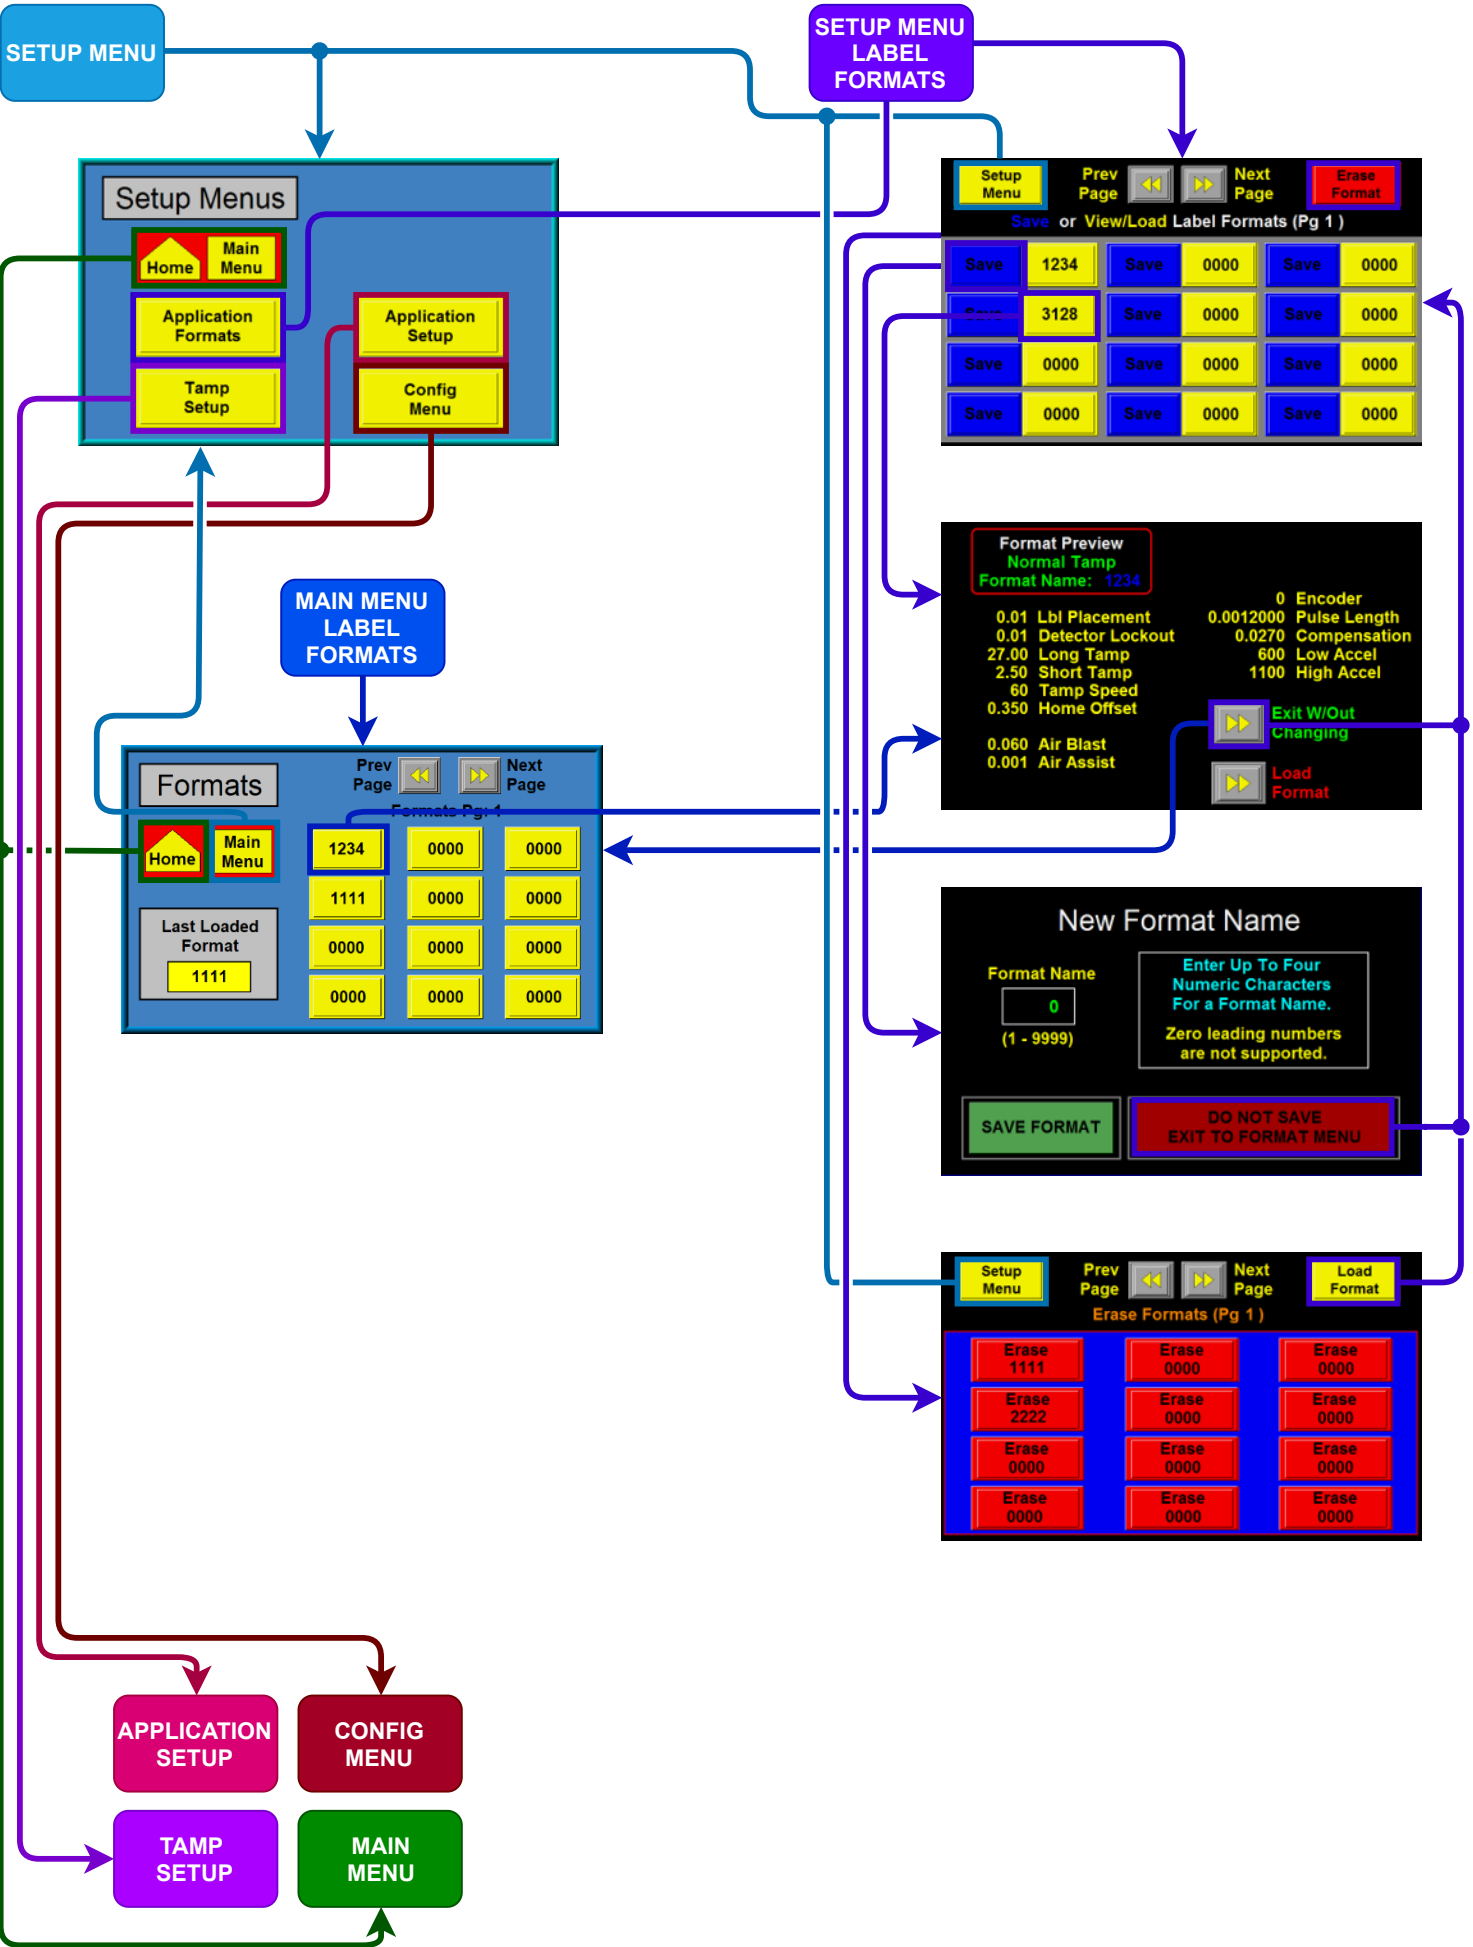 SETUP MENU
SETUP MENU
LABEL
FORMATS
Setup Menus
Home
Main
Menu
Application
Formats
Application
Setup
Tamp
Setup
Config
Menu
Setup
Menu
Prev
Page
Next
Page
Erase
Format
Save or View/Load Label Formats (Pg 1 )
Save 1234 Save 0000 Save 0000
Save 3128 Save 0000 Save 0000
Save 0000 Save 0000 Save 0000
Save 0000 Save 0000 Save 0000
Format Preview
Normal Tamp
Format Name: 1234
0.01 Lbl Placement
0.01 Detector Lockout
27.00 Long Tamp
2.50 Short Tamp
60 Tamp Speed
0.350 Home Offset
0.060 Air Blast
0.001 Air Assist
0 Encoder
0.0012000 Pulse Length
0.0270 Compensation
600 Low Accel
1100 High Accel
Exit W/Out
Changing
Load
Format
MAIN MENU
LABEL
FORMATS
Formats
Prev
Page
Next
Page
Formats Pg: 1
Home
Main
Menu
1234 0000 0000
1111 0000 0000
0000 0000 0000
0000 0000 0000
Last Loaded
Format
1111
New Format Name
Format Name
0
(1 - 9999)
Enter Up To Four
Numeric Characters
For a Format Name.
Zero leading numbers
are not supported.
SAVE FORMAT
DO NOT SAVE
EXIT TO FORMAT MENU
Setup
Menu
Prev
Page
Next
Page
Load
Format
Erase Formats (Pg 1 )
Erase
1111
Erase
0000
Erase
0000
Erase
2222
Erase
0000
Erase
0000
Erase
0000
Erase
0000
Erase
0000
Erase
0000
Erase
0000
Erase
0000
APPLICATION
SETUP
CONFIG
MENU
TAMP
SETUP
MAIN
MENU